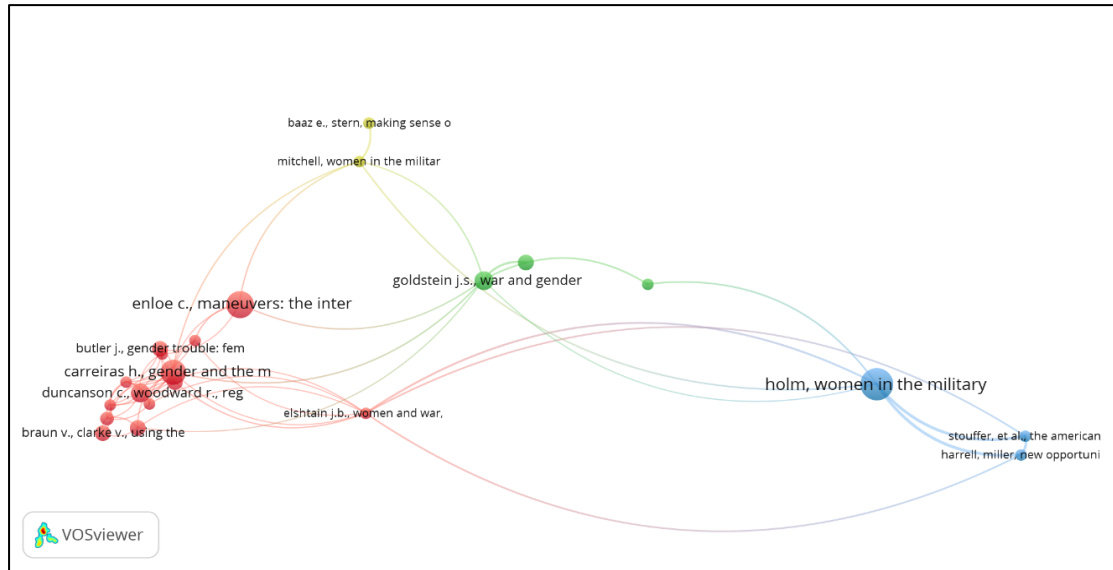 baaz e., stern, making sense o
mitchell, women in the militar
goldstein j.s., war and gender
enloe c., maneuvers: the inter
butler j., gender trouble: fem
carreiras h., gender and the m
holm, women in the military
duncanson c., woodward r., reg
elshtain j.b., women and war,
braun v., clarke v., using the
stouffer, et al., the american
harrell, miller, new opportuni
VOSviewer